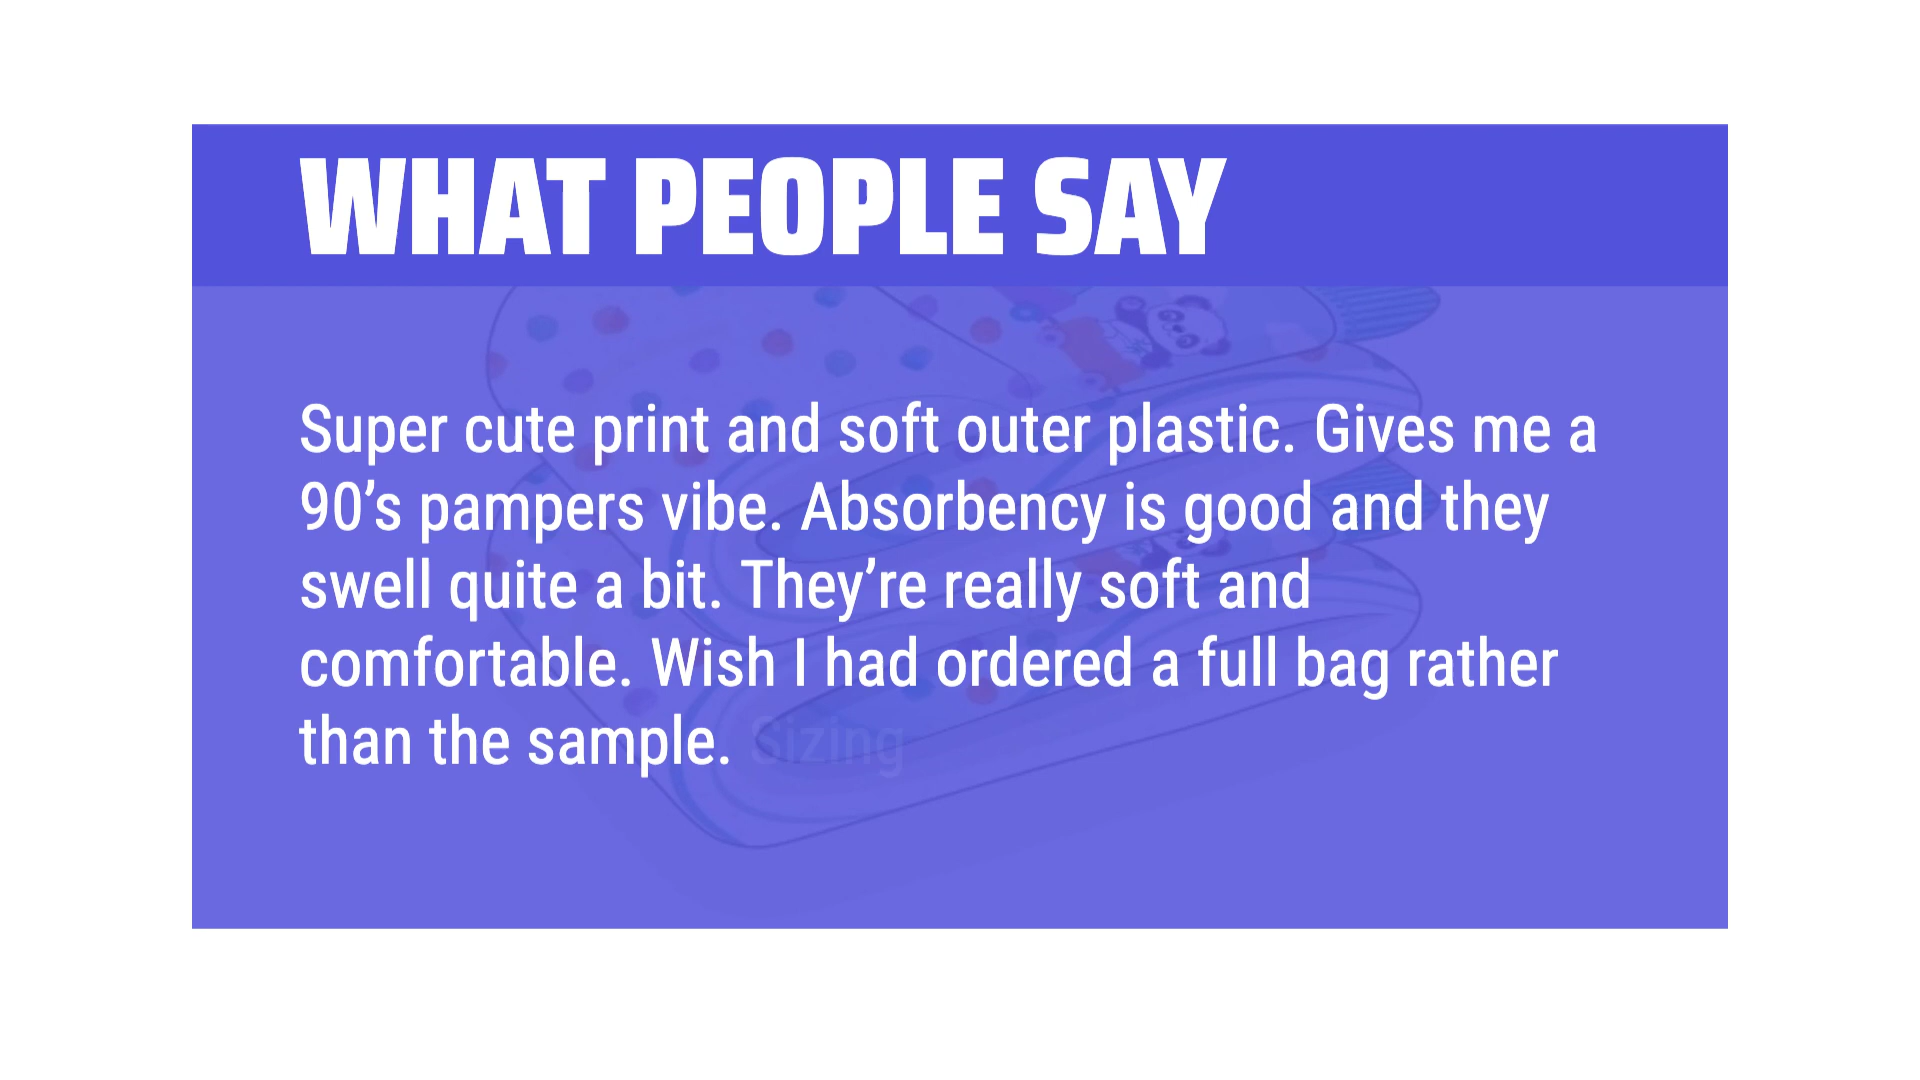 WHAT PEOPLE SAY
Super cute print and soft outer plastic. Gives me a
90’s pampers vibe. Absorbency is good and they
swell quite a bit. They’re really soft and
comfortable. Wish I had ordered a full bag rather
than the sample. Sizing